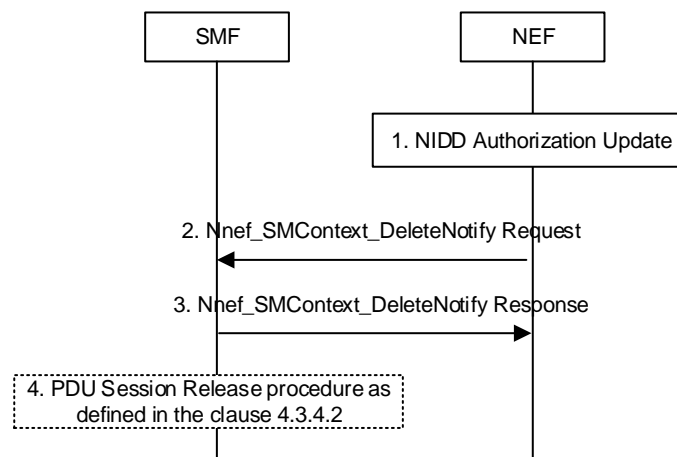 SMF
NEF
1. NIDD Authorization Update
2. Nnef_SMContext_DeleteNotify Request
3. Nnef_SMContext_DeleteNotify Response
4. PDU Session Release procedure as
defined in the clause 4.3.4.2